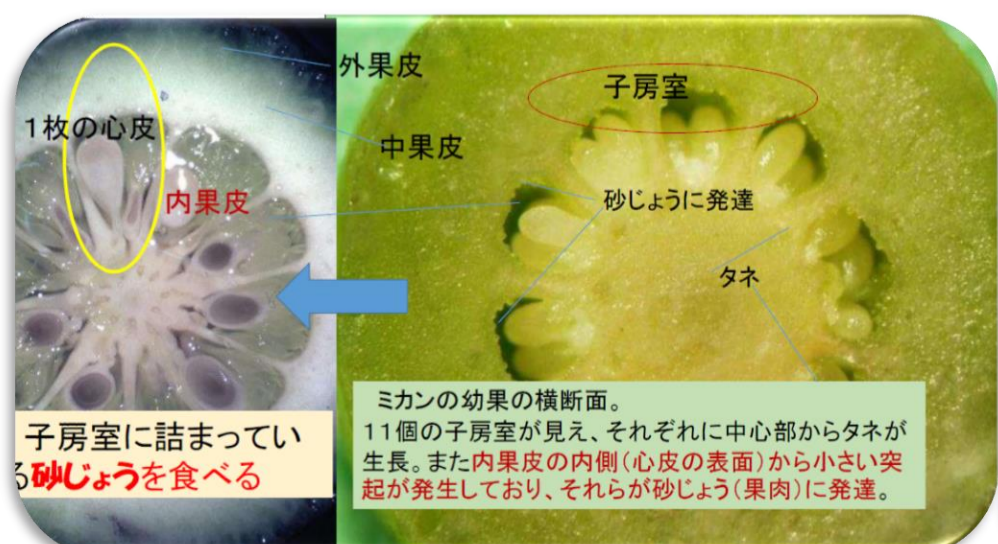 外果皮
1枚の心皮
中果皮
内果皮
子房室
砂じょうに発達
タネ
子房室に詰まってい
る砂じょうを食べる
ミカンの幼果の横断面。
11個の子房室が見え、それぞれに中心部からタネが
生長。また内果皮の内側(心皮の表面)から小さい突
起が発生しており、それらが砂じょう(果肉)に発達。